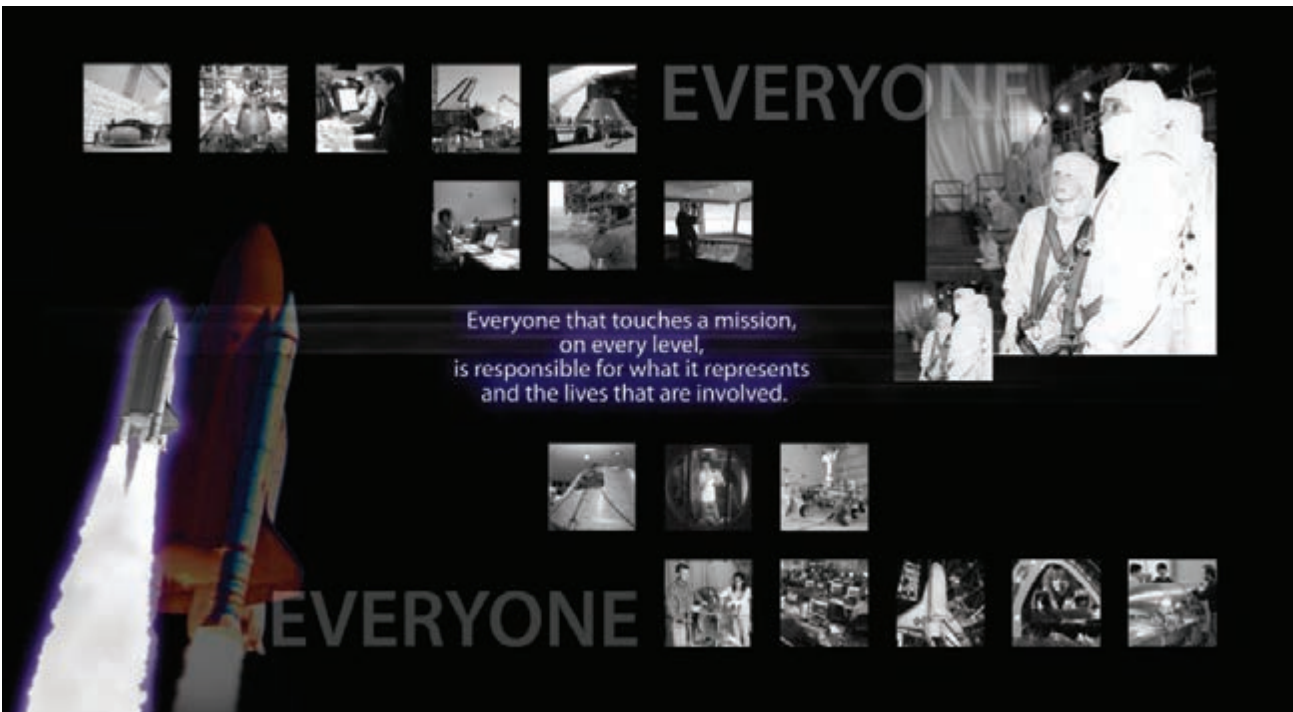 EVERYONE
Everyone that touches a mission,
on every level,
is responsible for what it represents
and the lives that are involved.
EVERYONE